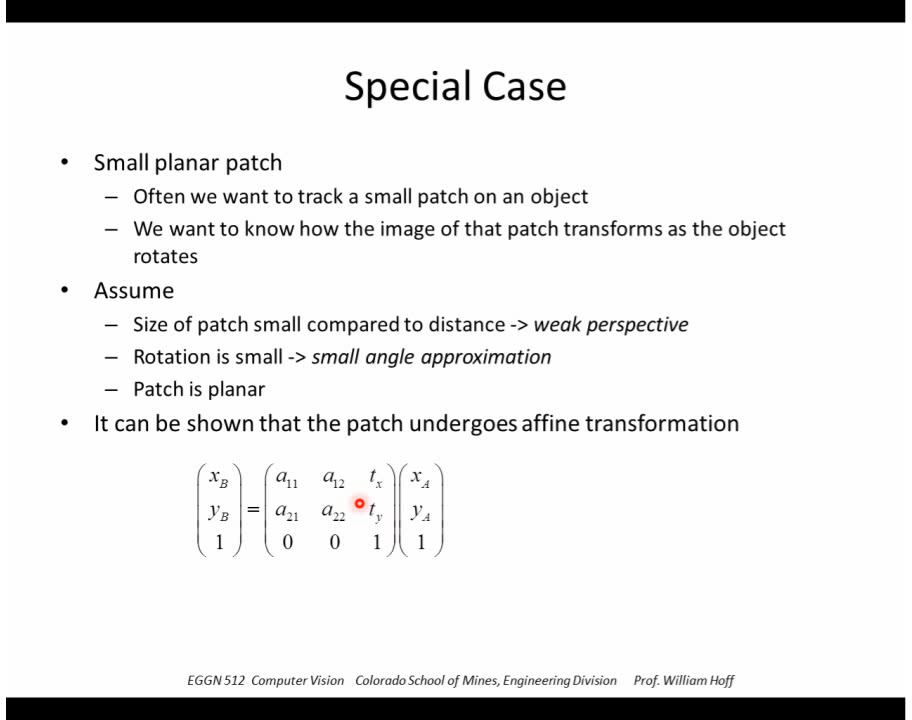 Special Case
• Small planar patch
– Often we want to track a small patch on an object
– We want to know how the image of that patch transforms as the object
rotates
• Assume
– Size of patch small compared to distance -> weak perspective
– Rotation is small -> small angle approximation
– Patch is planar
• It can be shown that the patch undergoes affine transformation
( x_B ) ( a_11 a_12 t_x ) ( x_A )
( y_B ) = ( a_21 a_22 t_y ) ( y_A )
( 1 ) ( 0 0 1 ) ( 1 )
EGGN 512 Computer Vision Colorado School of Mines, Engineering Division Prof. William Hoff